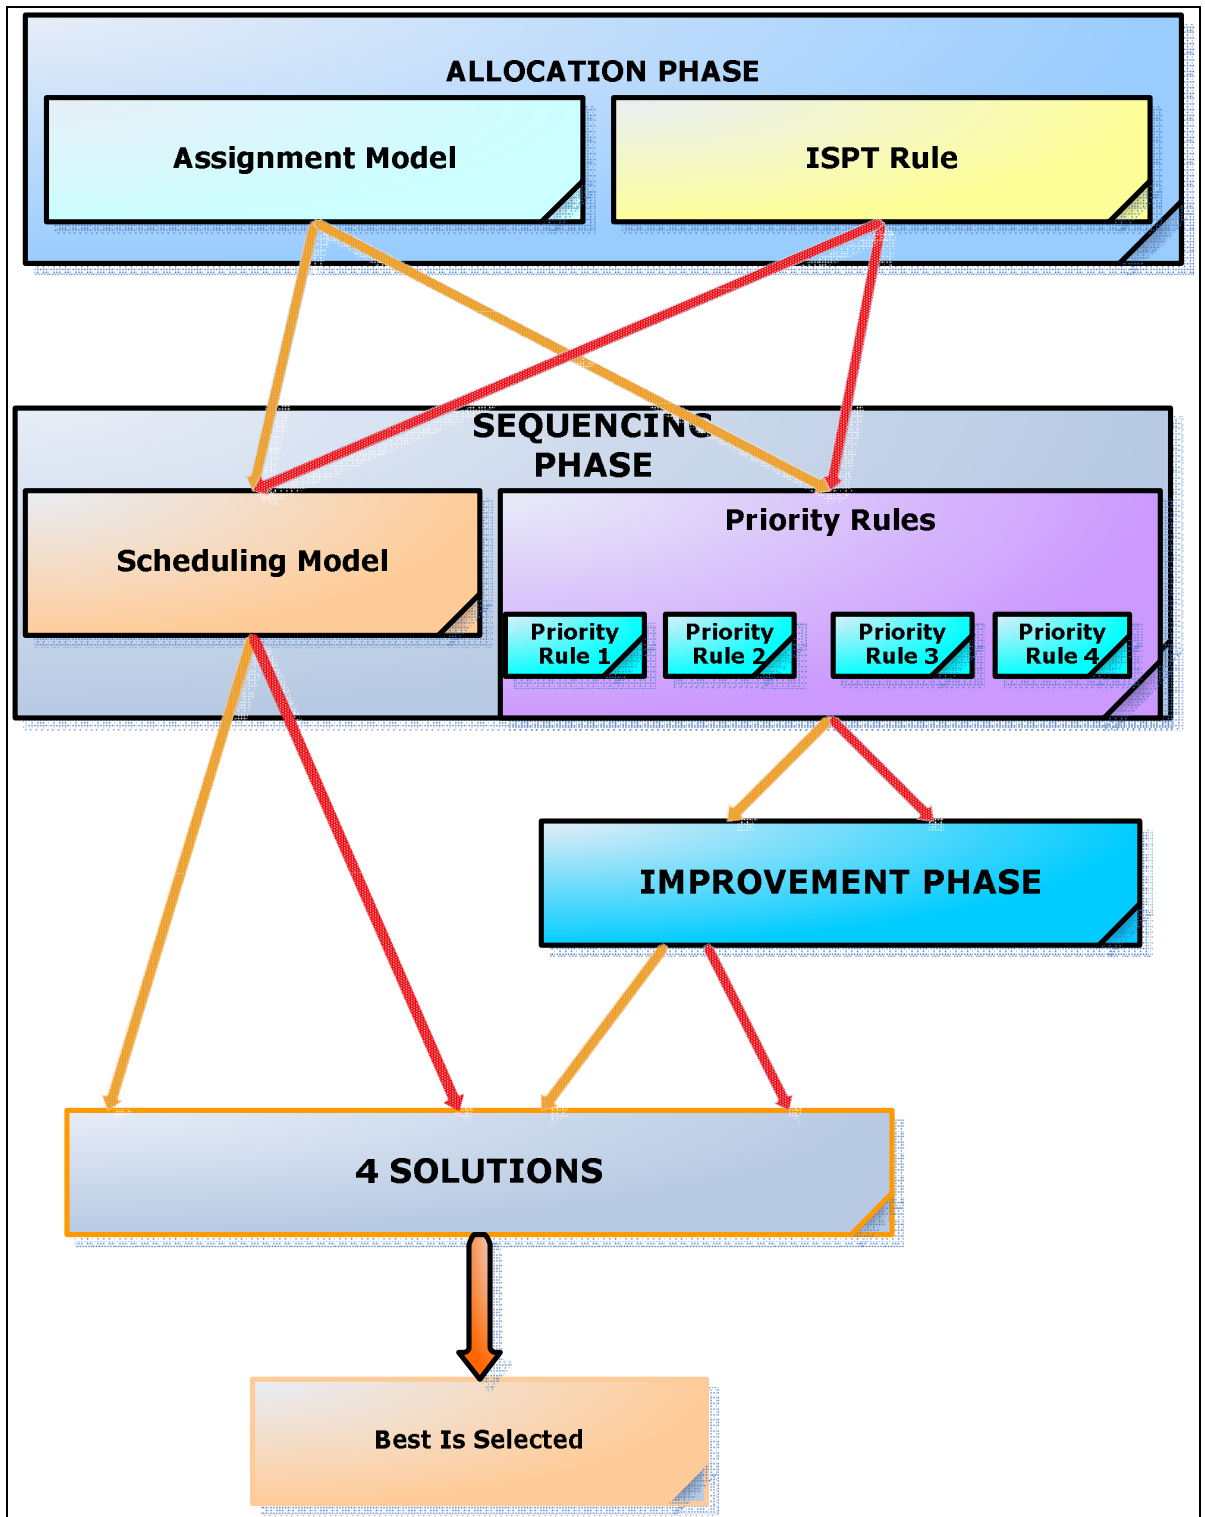 ALLOCATION PHASE
Assignment Model
ISPT Rule
SEQUENCING
PHASE
Scheduling Model
Priority Rules
Priority
Rule 1
Priority
Rule 2
Priority
Rule 3
Priority
Rule 4
IMPROVEMENT PHASE
4 SOLUTIONS
Best Is Selected